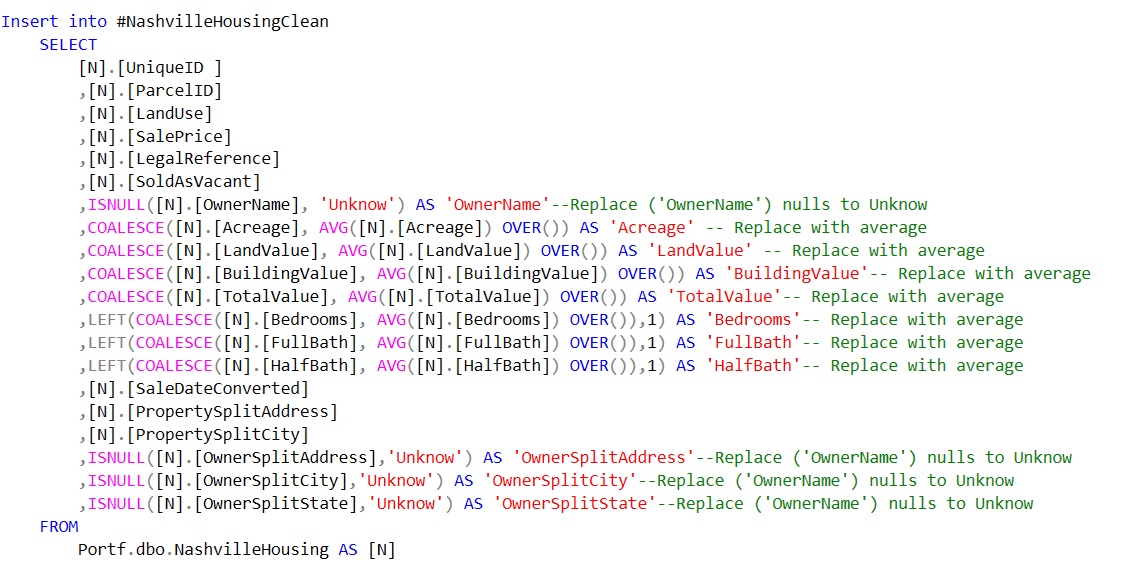 Insert into #NashvilleHousingClean
SELECT
[N].[UniqueID ]
,[N].[ParcelID]
,[N].[LandUse]
,[N].[SalePrice]
,[N].[LegalReference]
,[N].[SoldAsVacant]
,ISNULL([N].[OwnerName], 'Unknow') AS 'OwnerName'--Replace ('OwnerName') nulls to Unknow
,COALESCE([N].[Acreage], AVG([N].[Acreage]) OVER()) AS 'Acreage' -- Replace with average
,COALESCE([N].[LandValue], AVG([N].[LandValue]) OVER()) AS 'LandValue' -- Replace with average
,COALESCE([N].[BuildingValue], AVG([N].[BuildingValue]) OVER()) AS 'BuildingValue'-- Replace with average
,COALESCE([N].[TotalValue], AVG([N].[TotalValue]) OVER()) AS 'TotalValue'-- Replace with average
,LEFT(COALESCE([N].[Bedrooms], AVG([N].[Bedrooms]) OVER()),1) AS 'Bedrooms'-- Replace with average
,LEFT(COALESCE([N].[FullBath], AVG([N].[FullBath]) OVER()),1) AS 'FullBath'-- Replace with average
,LEFT(COALESCE([N].[HalfBath], AVG([N].[HalfBath]) OVER()),1) AS 'HalfBath'-- Replace with average
,[N].[SaleDateConverted]
,[N].[PropertySplitAddress]
,[N].[PropertySplitCity]
,ISNULL([N].[OwnerSplitAddress],'Unknow') AS 'OwnerSplitAddress'--Replace ('OwnerName') nulls to Unknow
,ISNULL([N].[OwnerSplitCity],'Unknow') AS 'OwnerSplitCity'--Replace ('OwnerName') nulls to Unknow
,ISNULL([N].[OwnerSplitState],'Unknow') AS 'OwnerSplitState'--Replace ('OwnerName') nulls to Unknow
FROM
Portf.dbo.NashvilleHousing AS [N]